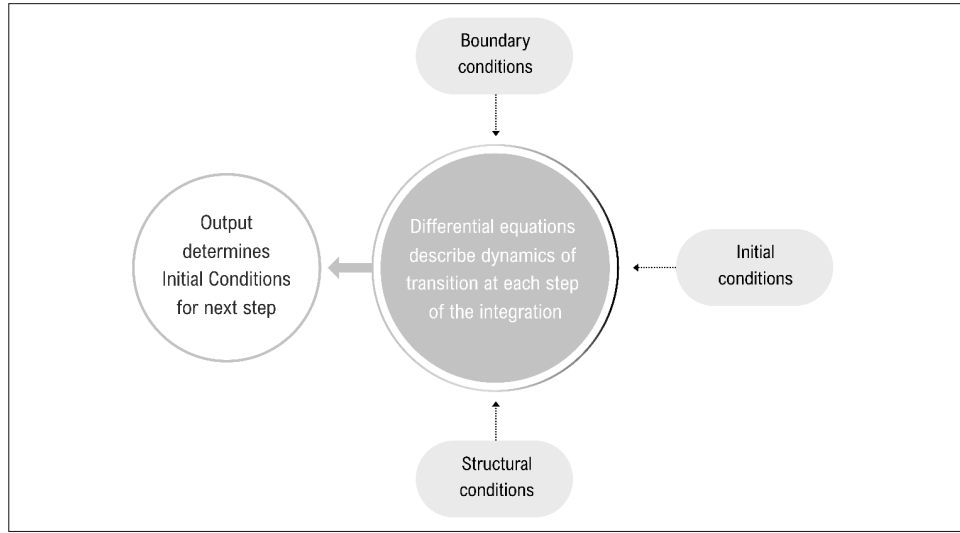 Boundary
conditions
Output
determines
Initial Conditions
for next step
Differential equations
describe dynamics of
transition at each step
of the integration
Initial
conditions
Structural
conditions